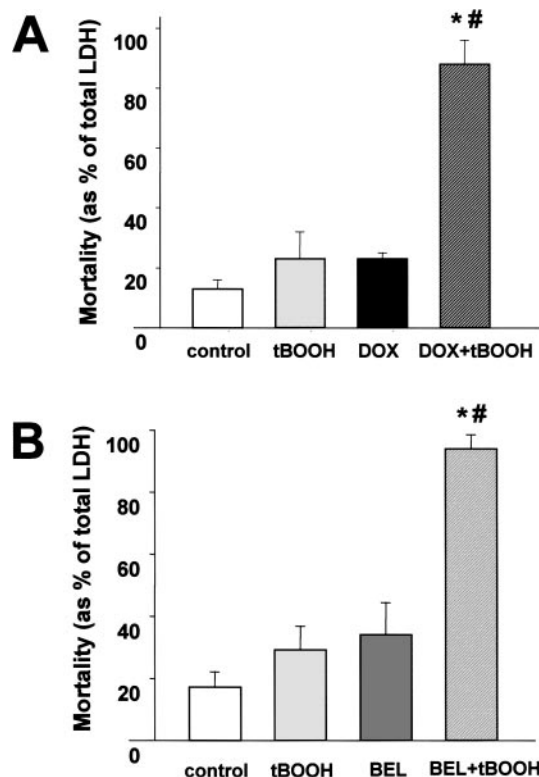 A
Mortality (as % of total LDH)
100
80
60
40
20
0
*#
control tBOOH DOX DOX+tBOOH
B
Mortality (as % of total LDH)
100
80
60
40
20
0
*#
control tBOOH BEL BEL+tBOOH